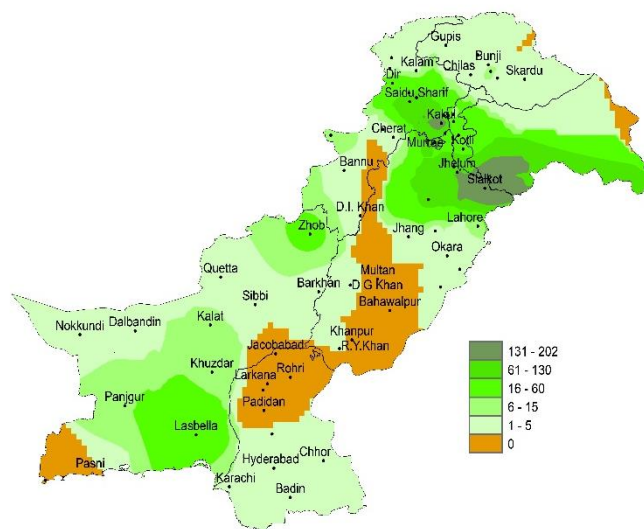 Gupis
Kalam
Bunji
Chilas
Dir
Skardu
Saidu Sharif
Kakul
Cherat
Murree
Kotli
Bannu
Jhelum
Sialkot
D.I. Khan
Zhob
Lahore
Jhang
Okara
Quetta
Multan
Barkhan
D G Khan
Sibbi
Bahawalpur
Kalat
Nokkundi
Dalbandin
Khanpur
Jacobabad
R.Y.Khan
Khuzdar
Larkana
Rohri
Panjgur
Padidan
Lasbella
Pasni
Hyderabad
Chhor
Karachi
Badin
131 - 202
61 - 130
16 - 60
6 - 15
1 - 5
0